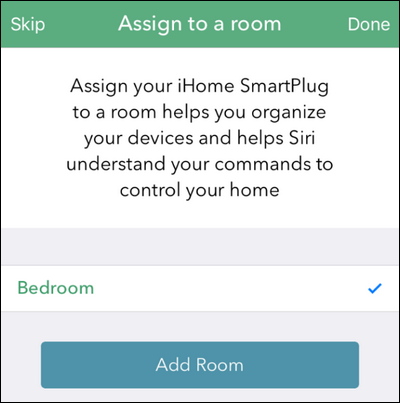 Skip Assign to a room Done
Assign your iHome SmartPlug
to a room helps you organize
your devices and helps Siri
understand your commands to
control your home
Bedroom
Add Room